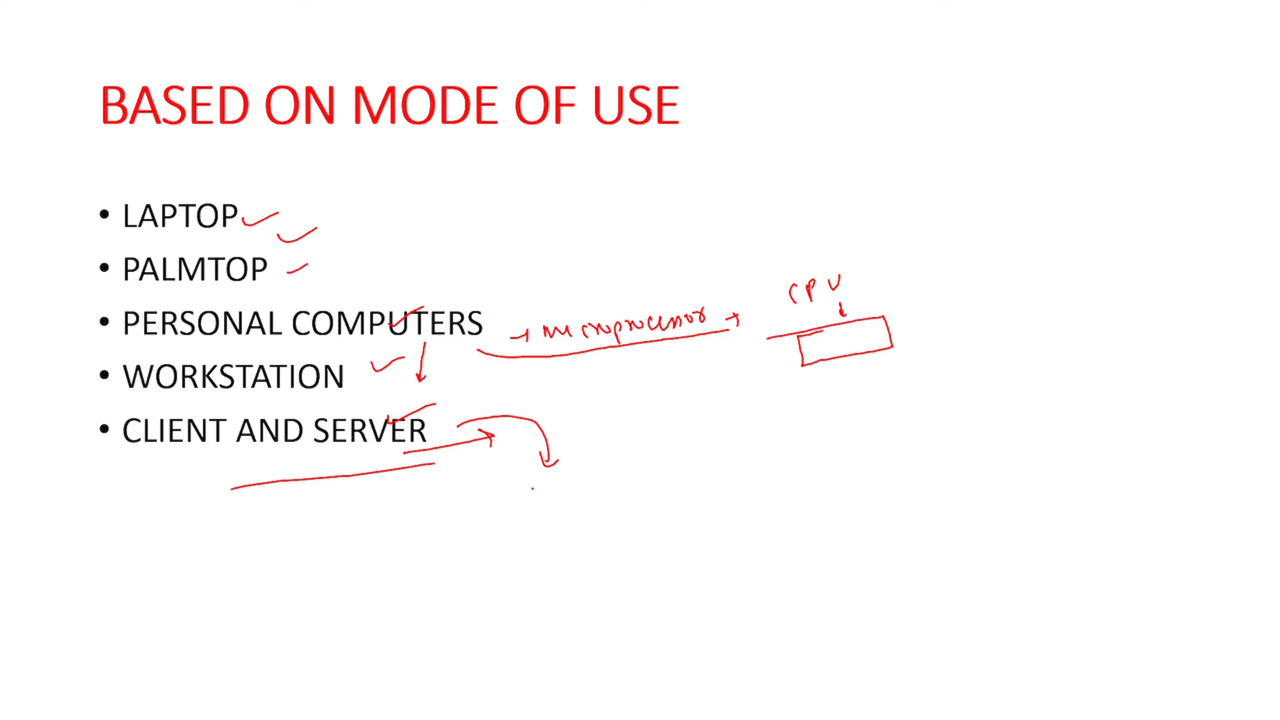 BASED ON MODE OF USE
• LAPTOP
• PALMTOP
• PERSONAL COMPUTERS → microprocessor → CPU
• WORKSTATION
• CLIENT AND SERVER